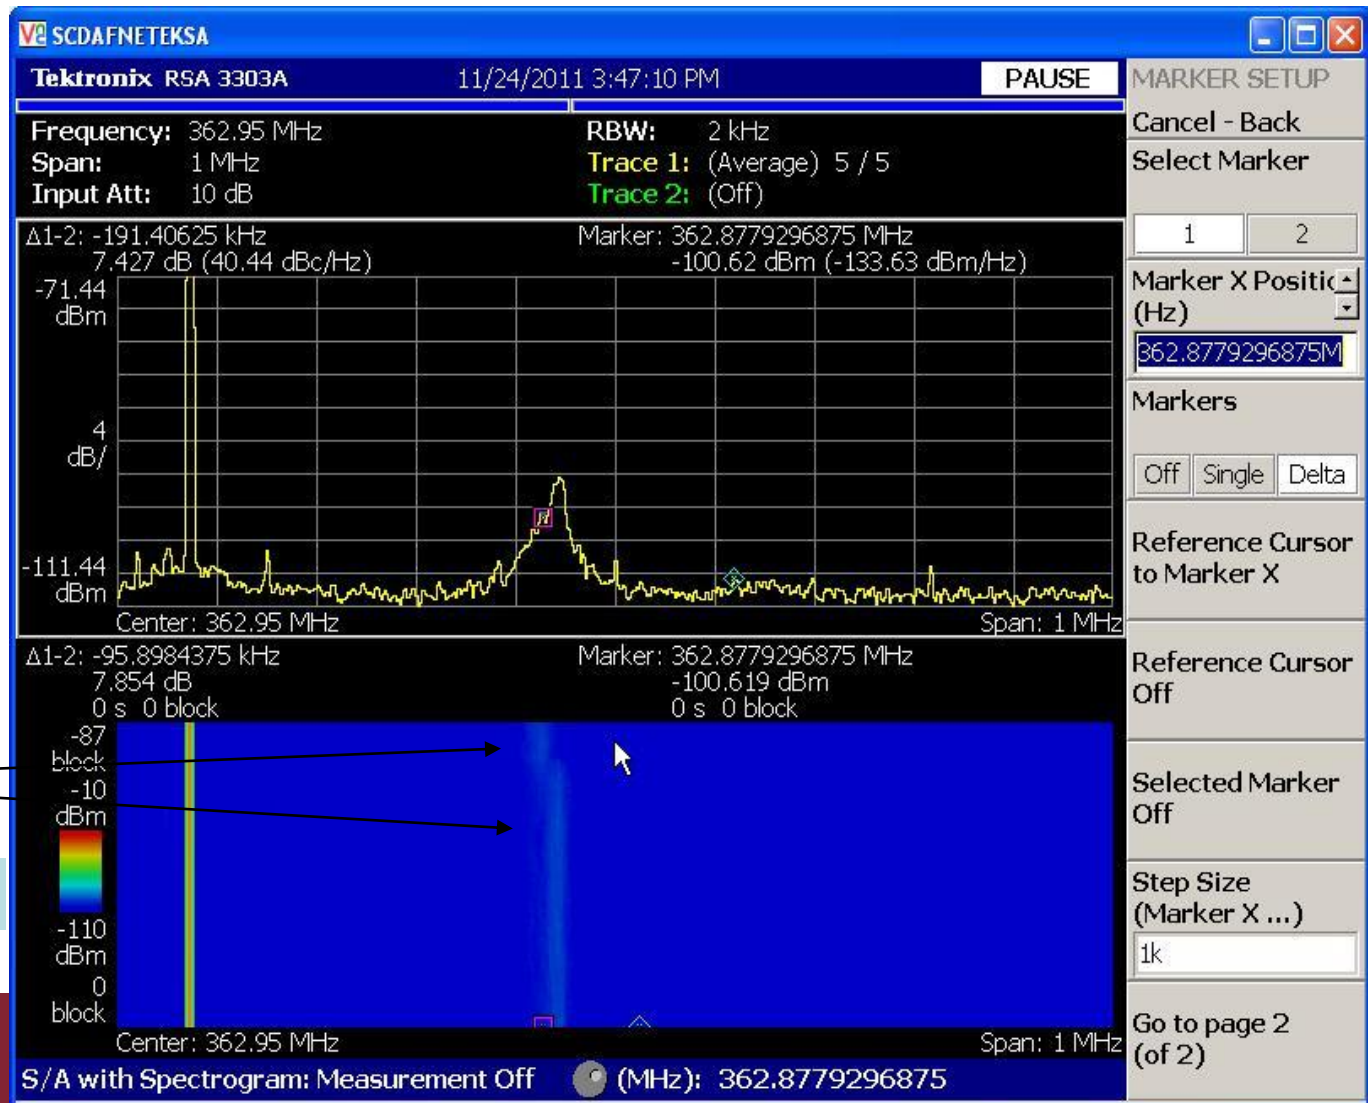 SCDAFNETEKSA
Tektronix RSA 3303A 11/24/2011 3:47:10 PM PAUSE
Frequency: 362.95 MHz RBW: 2 kHz
Span: 1 MHz Trace 1: (Average) 5 / 5
Input Att: 10 dB Trace 2: (Off)
Δ1-2: -191.40625 kHz Marker: 362.8779296875 MHz
7.427 dB (40.44 dBc/Hz) -100.62 dBm (-133.63 dBm/Hz)
-71.44
dBm
4
dB/
-111.44
dBm
Center: 362.95 MHz Span: 1 MHz
Δ1-2: -95.8984375 kHz Marker: 362.8779296875 MHz
7.854 dB -100.619 dBm
0 s 0 block 0 s 0 block
-87
block
-10
dBm
-110
dBm
0
block
Center: 362.95 MHz Span: 1 MHz
S/A with Spectrogram: Measurement Off (MHz): 362.8779296875
MARKER SETUP
Cancel - Back
Select Marker
1 2
Marker X Positic
(Hz)
362.8779296875M
Markers
Off Single Delta
Reference Cursor
to Marker X
Reference Cursor
Off
Selected Marker
Off
Step Size
(Marker X ...)
1k
Go to page 2
(of 2)